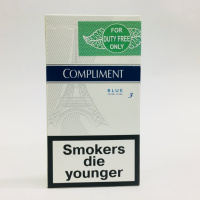 FOR
DUTY FREE
ONLY
COMPLIMENT
BLUE
3
Smokers
die
younger